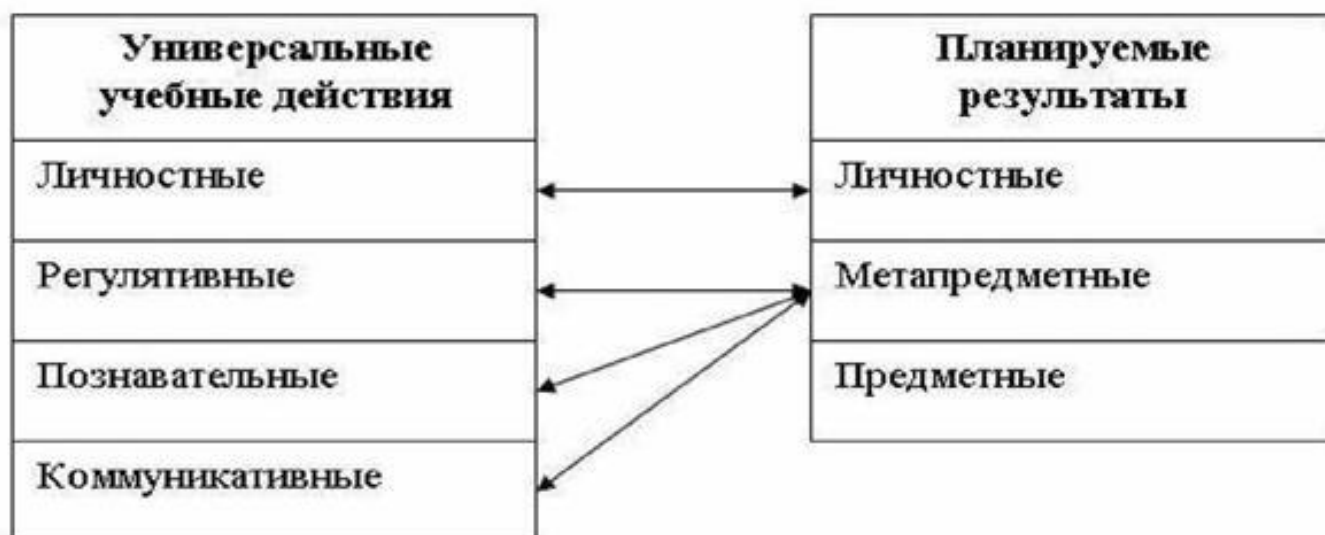 Универсальные
учебные действия
Личностные
Регулятивные
Познавательные
Коммуникативные
Планируемые
результаты
Личностные
Метапредметные
Предметные